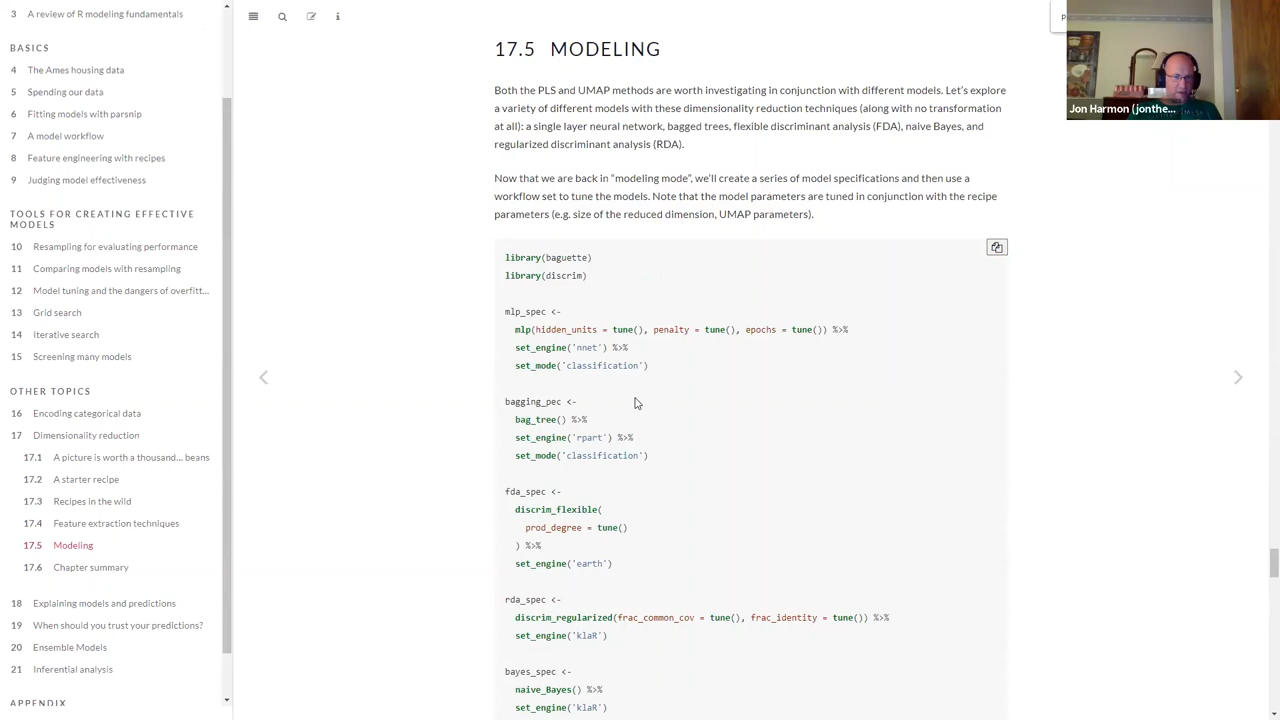 3 A review of R modeling fundamentals
BASICS
4 The Ames housing data
5 Spending our data
6 Fitting models with parsnip
7 A model workflow
8 Feature engineering with recipes
9 Judging model effectiveness
TOOLS FOR CREATING EFFECTIVE
MODELS
10 Resampling for evaluating performance
11 Comparing models with resampling
12 Model tuning and the dangers of overfitt...
13 Grid search
14 Iterative search
15 Screening many models
OTHER TOPICS
16 Encoding categorical data
17 Dimensionality reduction
17.1 A picture is worth a thousand... beans
17.2 A starter recipe
17.3 Recipes in the wild
17.4 Feature extraction techniques
17.5 Modeling
17.6 Chapter summary
18 Explaining models and predictions
19 When should you trust your predictions?
20 Ensemble Models
21 Inferential analysis
APPENDIX
17.5 MODELING
Both the PLS and UMAP methods are worth investigating in conjunction with different models. Let's explore
a variety of different models with these dimensionality reduction techniques (along with no transformation
at all): a single layer neural network, bagged trees, flexible discriminant analysis (FDA), naive Bayes, and
regularized discriminant analysis (RDA).
Now that we are back in “modeling mode”, we'll create a series of model specifications and then use a
workflow set to tune the models. Note that the model parameters are tuned in conjunction with the recipe
parameters (e.g. size of the reduced dimension, UMAP parameters).
library(baguette)
library(discrim)
mlp_spec <-
mlp(hidden_units = tune(), penalty = tune(), epochs = tune()) %>%
set_engine('nnet') %>%
set_mode('classification')
bagging_pec <-
bag_tree() %>%
set_engine('rpart') %>%
set_mode('classification')
fda_spec <-
discrim_flexible(
prod_degree = tune()
) %>%
set_engine('earth')
rda_spec <-
discrim_regularized(frac_common_cov = tune(), frac_identity = tune()) %>%
set_engine('klaR')
bayes_spec <-
naive_Bayes() %>%
set_engine('klaR')
Jon Harmon (jonthe...